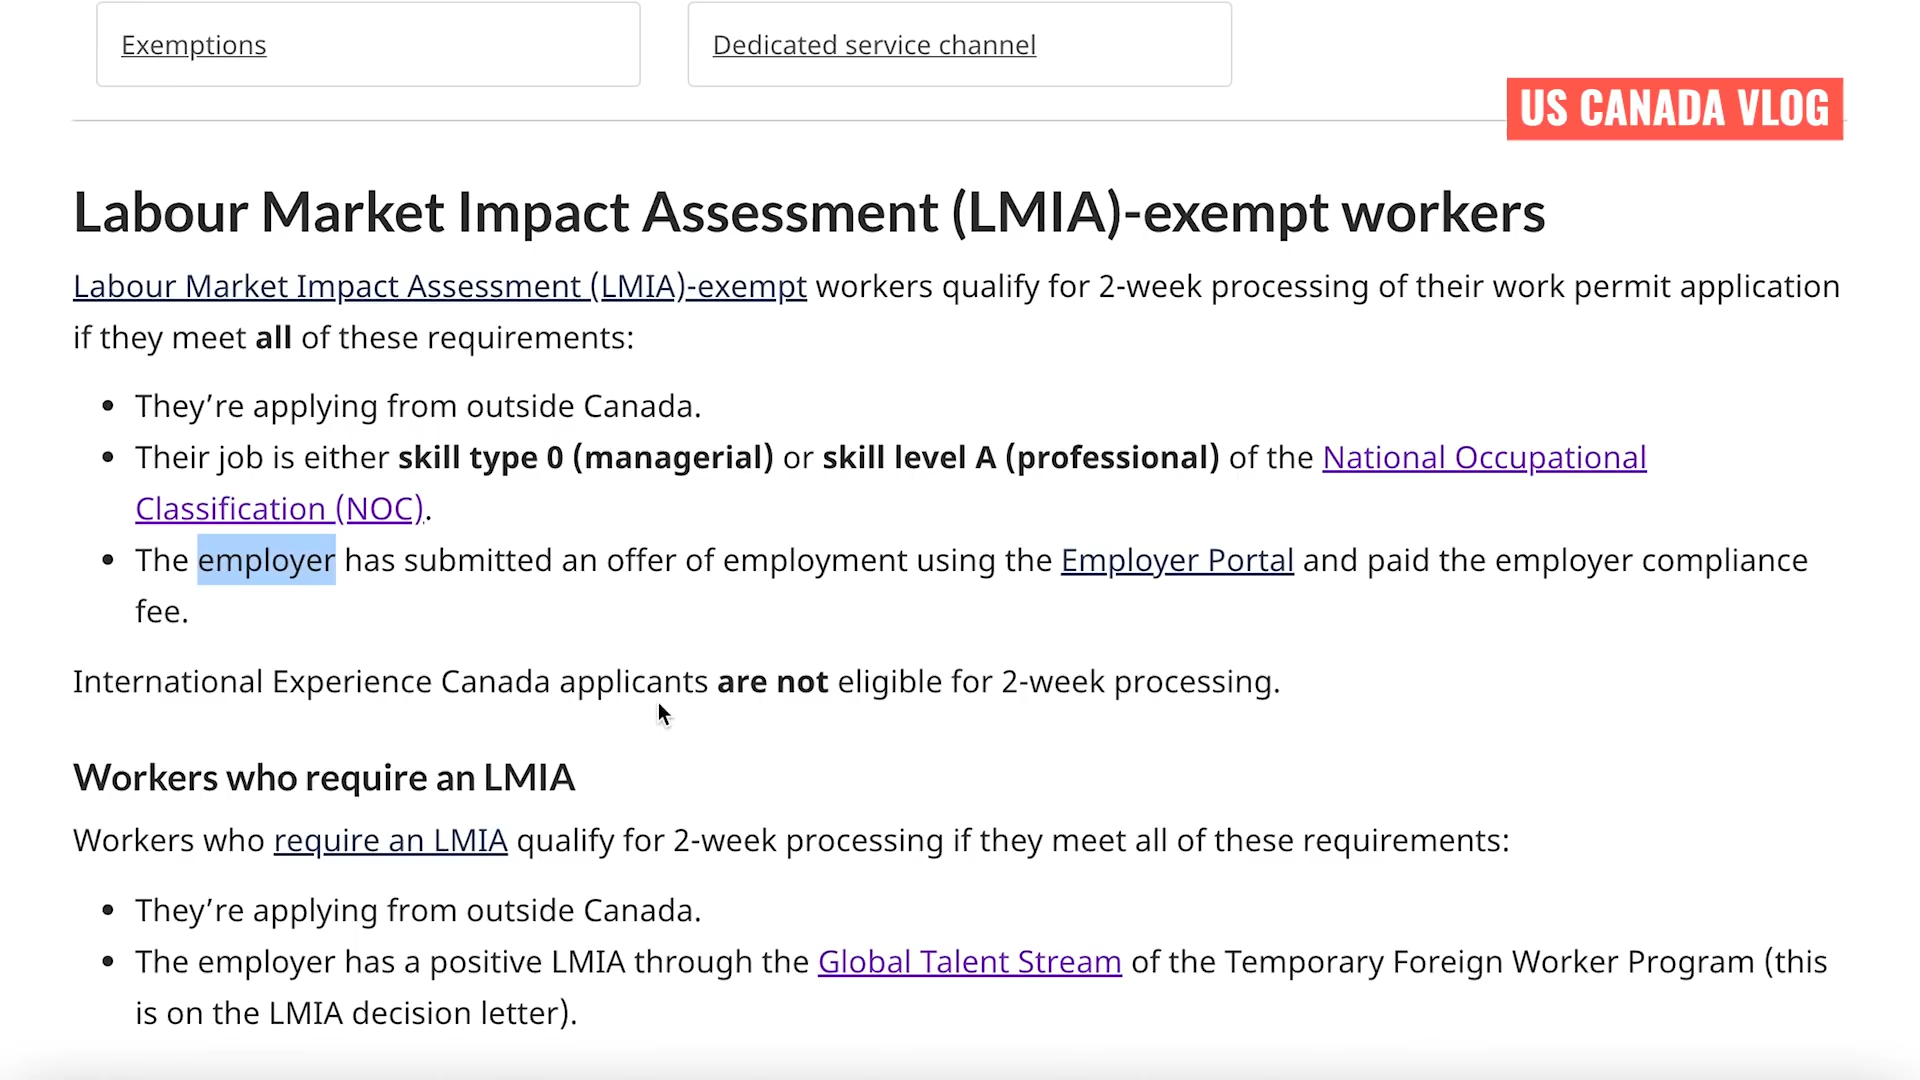 Exemptions
Dedicated service channel
US CANADA VLOG
Labour Market Impact Assessment (LMIA)-exempt workers
Labour Market Impact Assessment (LMIA)-exempt workers qualify for 2-week processing of their work permit application
if they meet all of these requirements:
• They’re applying from outside Canada.
• Their job is either skill type 0 (managerial) or skill level A (professional) of the National Occupational
Classification (NOC).
• The employer has submitted an offer of employment using the Employer Portal and paid the employer compliance
fee.
International Experience Canada applicants are not eligible for 2-week processing.
Workers who require an LMIA
Workers who require an LMIA qualify for 2-week processing if they meet all of these requirements:
• They’re applying from outside Canada.
• The employer has a positive LMIA through the Global Talent Stream of the Temporary Foreign Worker Program (this
is on the LMIA decision letter).